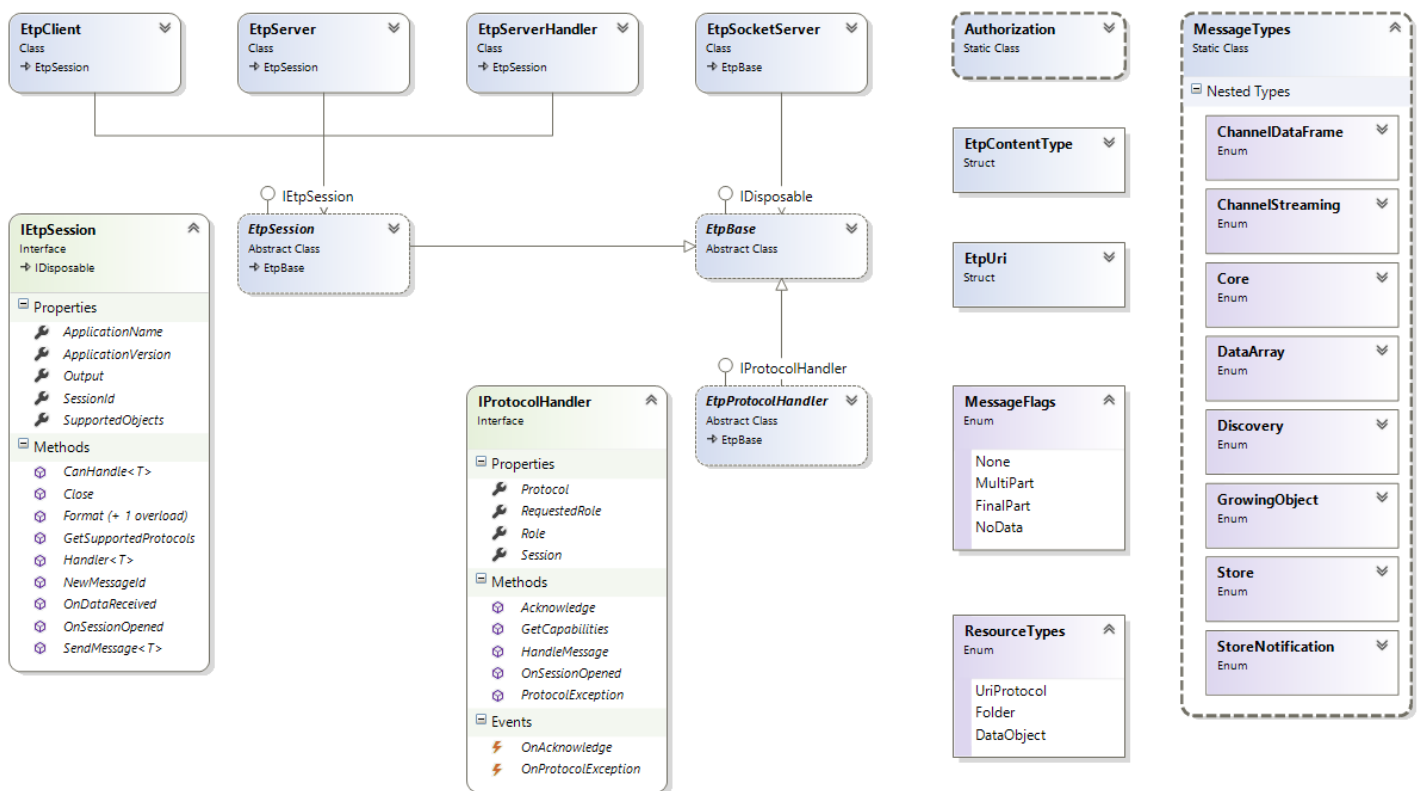 EtpClient
Class
EtpSession
EtpServer
Class
EtpSession
EtpServerHandler
Class
EtpSession
EtpSocketServer
Class
EtpBase
Authorization
Static Class
MessageTypes
Static Class
Nested Types
ChannelDataFrame
Enum
ChannelStreaming
Enum
Core
Enum
DataArray
Enum
Discovery
Enum
GrowingObject
Enum
Store
Enum
StoreNotification
Enum
EtpContentType
Struct
EtpUri
Struct
IEtpSession
IDisposable
IEtpSession
Interface
IDisposable
Properties
ApplicationName
ApplicationVersion
Output
SessionId
SupportedObjects
Methods
CanHandle<T>
Close
Format (+ 1 overload)
GetSupportedProtocols
Handler<T>
NewMessageId
OnDataReceived
OnSessionOpened
SendMessage<T>
EtpSession
Abstract Class
EtpBase
EtpBase
Abstract Class
IProtocolHandler
IProtocolHandler
Interface
Properties
Protocol
RequestedRole
Role
Session
Methods
Acknowledge
GetCapabilities
HandleMessage
OnSessionOpened
ProtocolException
Events
OnAcknowledge
OnProtocolException
EtpProtocolHandler
Abstract Class
EtpBase
MessageFlags
Enum
None
MultiPart
FinalPart
NoData
ResourceTypes
Enum
UriProtocol
Folder
DataObject